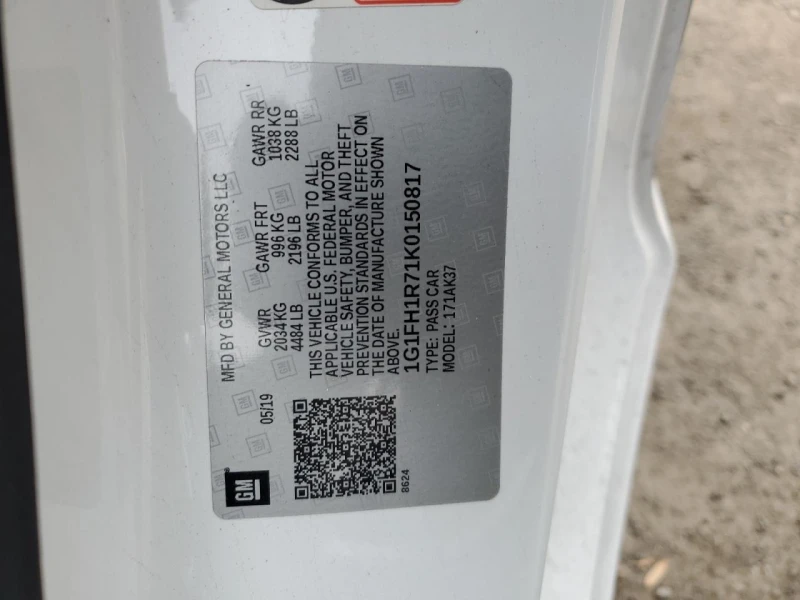 GM
MFD BY GENERAL MOTORS LLC
05/19
GVWR GAWR FRT GAWR RR
2034 KG 996 KG 1038 KG
4484 LB 2196 LB 2288 LB
THIS VEHICLE CONFORMS TO ALL
APPLICABLE U.S. FEDERAL MOTOR
VEHICLE SAFETY, BUMPER, AND THEFT
PREVENTION STANDARDS IN EFFECT ON
THE DATE OF MANUFACTURE SHOWN
ABOVE.
1G1FH1R71K0150817
TYPE: PASS CAR
MODEL: 171AK37
8624